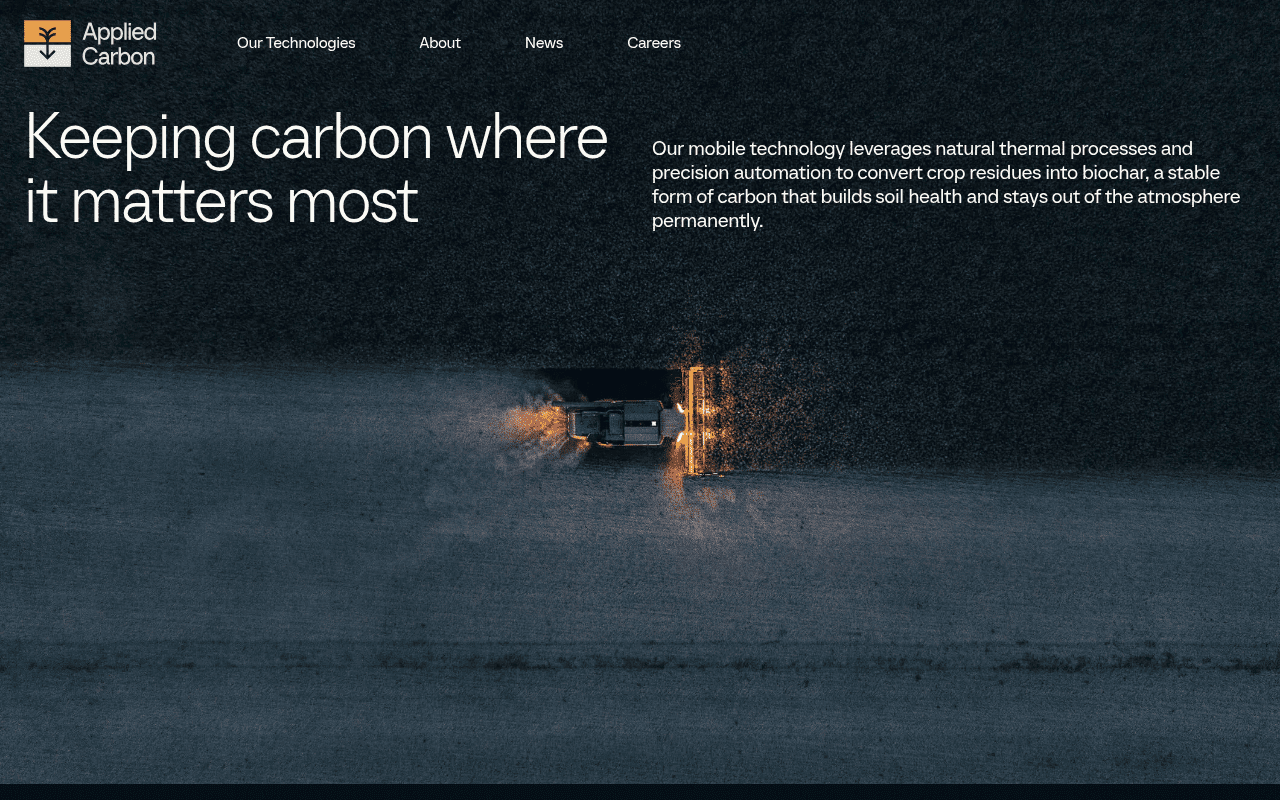 Applied
Carbon
Our Technologies
About
News
Careers
Keeping carbon where
it matters most
Our mobile technology leverages natural thermal processes and
precision automation to convert crop residues into biochar, a stable
form of carbon that builds soil health and stays out of the atmosphere
permanently.